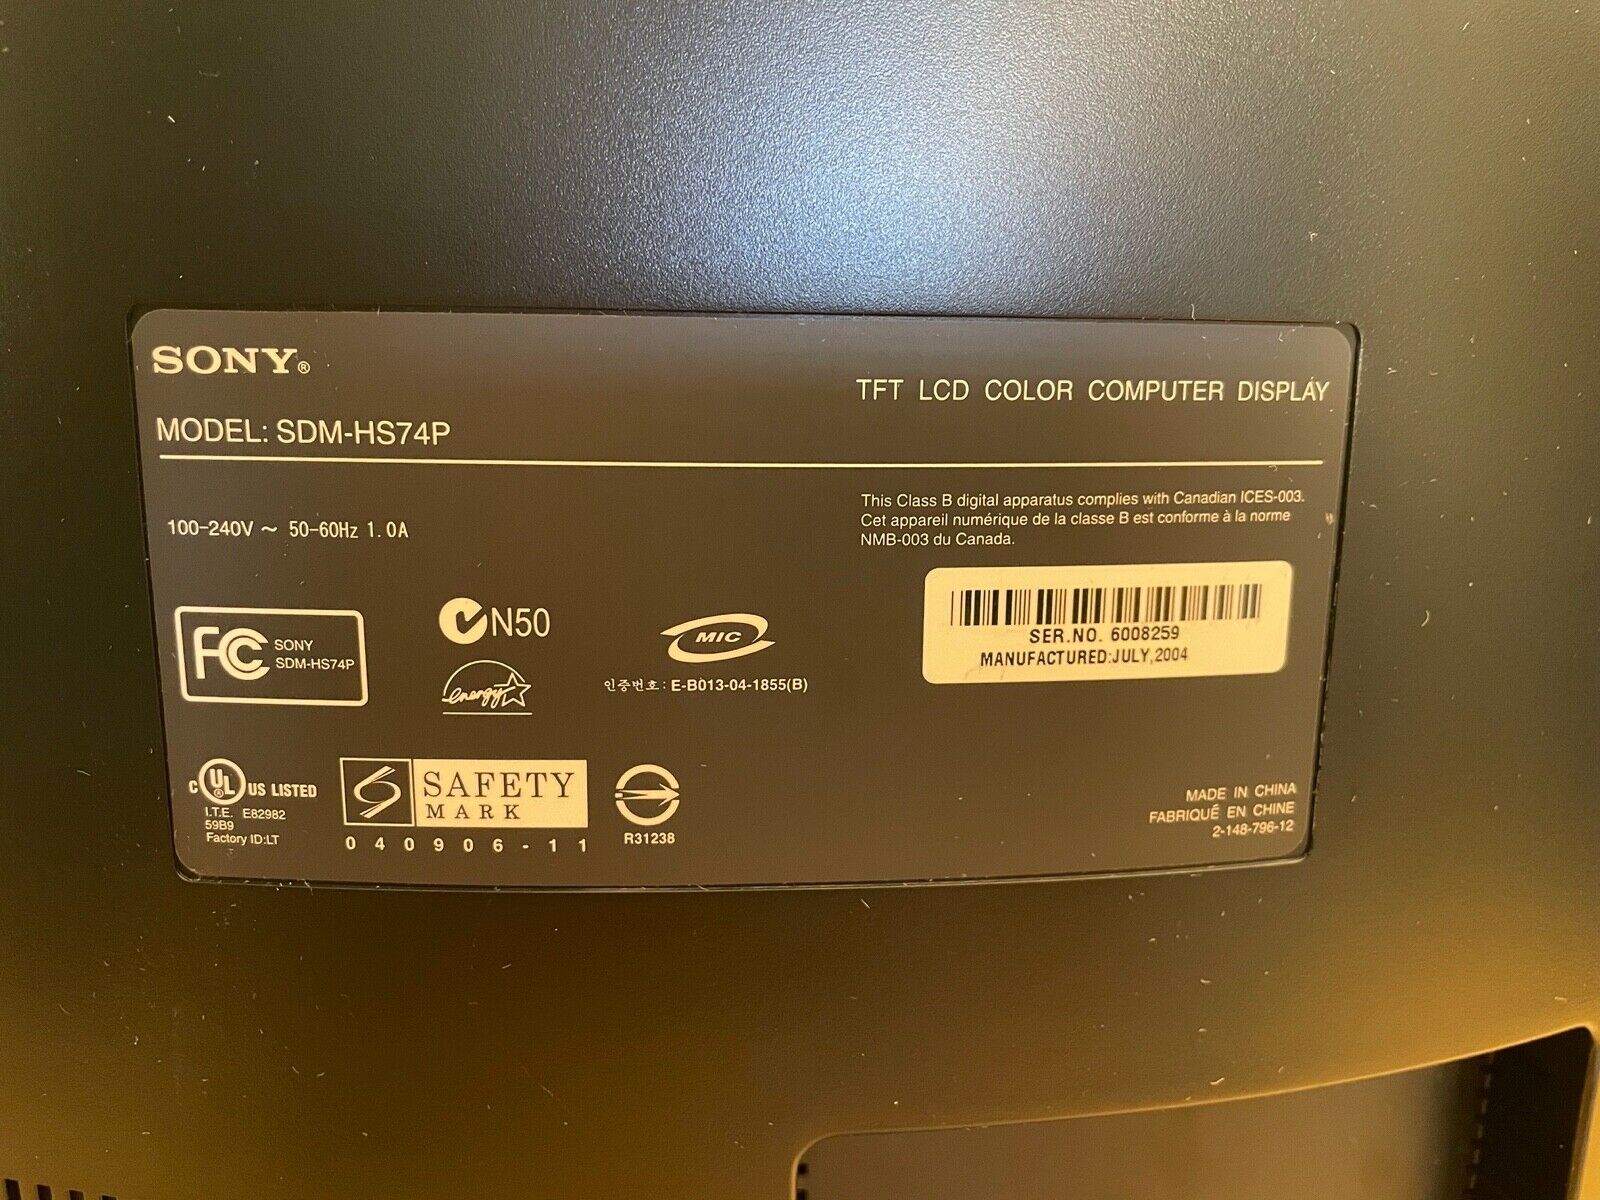 SONY®
TFT LCD COLOR COMPUTER DISPLAY
MODEL: SDM-HS74P
100-240V ~ 50-60Hz 1.0A
This Class B digital apparatus complies with Canadian ICES-003.
Cet appareil numérique de la classe B est conforme à la norme
NMB-003 du Canada.
FC
SONY
SDM-HS74P
N50
energy
MIC
인증번호 : E-B013-04-1855(B)
SER.NO. 6008259
MANUFACTURED:JULY,2004
C UL® US LISTED
I.T.E. E82982
59B9
Factory ID:LT
SAFETY
MARK
040906-11
R31238
MADE IN CHINA
FABRIQUÉ EN CHINE
2-148-796-12